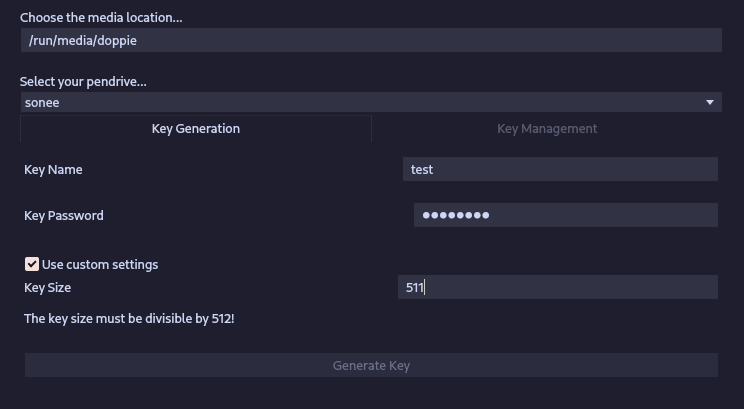 Choose the media location...
/run/media/doppie
Select your pendrive...
sonee
Key Generation
Key Management
Key Name
test
Key Password
●●●●●●●●
Use custom settings
Key Size
511
The key size must be divisible by 512!
Generate Key